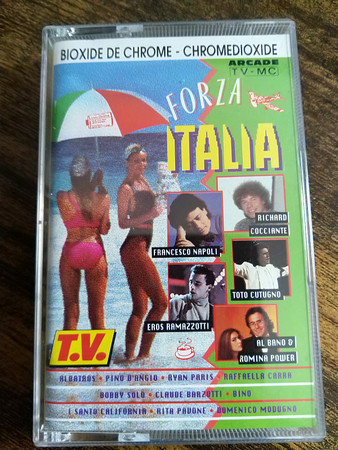 BIOXIDE DE CHROME - CHROMEDIOXIDE
ARCADE
TV-MC
FORZA
ITALIA
RICHARD
COCCIANTE
FRANCESCO NAPOLI
TOTO CUTUGNO
EROS RAMAZZOTTI
AL BANO &
ROMINA POWER
T.V.
ALBATROS · PINO D'ANGIO · RYAN PARIS · RAFFAELLA CARRA
BOBBY SOLO · CLAUDE BARZOTTI · DINO
I SANTO CALIFORNIA · RITA PAVONE · DOMENICO MODUGNO